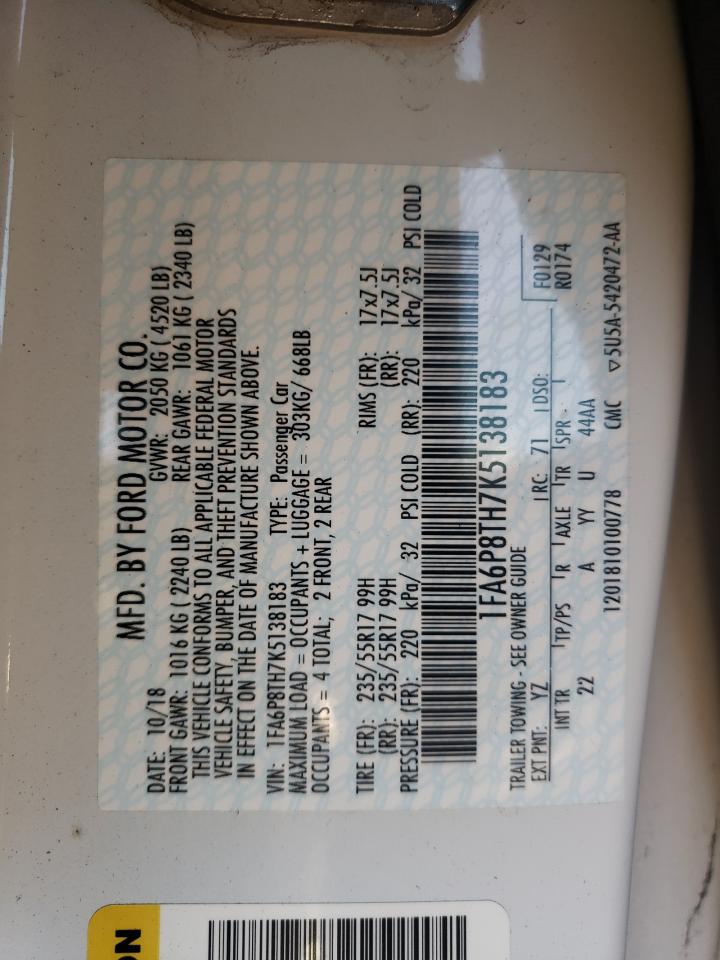 MFD. BY FORD MOTOR CO.
DATE: 10/18 GVWR: 2050 KG ( 4520 LB)
FRONT GAWR: 1016 KG ( 2240 LB) REAR GAWR: 1061 KG ( 2340 LB)
THIS VEHICLE CONFORMS TO ALL APPLICABLE FEDERAL MOTOR
VEHICLE SAFETY, BUMPER, AND THEFT PREVENTION STANDARDS
IN EFFECT ON THE DATE OF MANUFACTURE SHOWN ABOVE.
VIN: 1FA6P8TH7K5138183 TYPE: Passenger Car
MAXIMUM LOAD = OCCUPANTS + LUGGAGE = 303KG/ 668LB
OCCUPANTS = 4 TOTAL; 2 FRONT, 2 REAR
TIRE (FR): 235/55R17 99H RIMS (FR): 17x7.5J
(RR): 235/55R17 99H (RR): 17x7.5J
PRESSURE (FR): 220 kPa/ 32 PSI COLD (RR): 220 kPa/ 32 PSI COLD
1FA6P8TH7K5138183
TRAILER TOWING - SEE OWNER GUIDE
EXT PNT: YZ RC: 71 DSO: F0129
INT TR TP/PS R AXLE TR SPR R0174
22 A YY U 44AA
1201810100778 CMC ▽5U5A-5420472-AA
ON